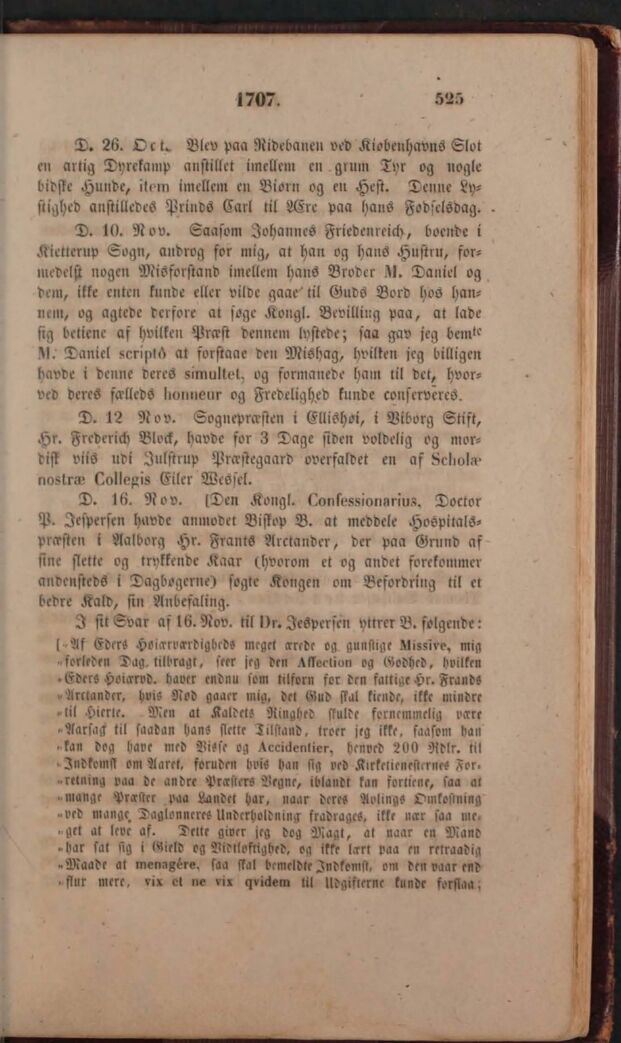 1707. 525
D. 26. Oct. Blev paa Ridebanen ved Kiobenhavns Slot
en artig Dyrekamp anstillet imellem en grum Tyr og nogle
bidske Hunde, item imellem en Biørn og en Hest. Denne Ly-
stighed anstilledes Prinds Carl til Ære paa hans Fødselsdag.
D. 10. Nov. Saasom Johannes Friedenreich, boende i
Kietterup Sogn, androg for mig, at han og hans Hustru, for-
medelst nogen Misforstand imellem hans Broder M. Daniel og
dem, ikke enten kunde eller vilde gaae til Guds Bord hos han-
nem, og agtede derfore at søge Kongl. Bevilling paa, at lade
sig betiene af hvilken Præst dennem lystede; saa gav jeg bemte
M. Daniel scriptô at forstaae den Mishag, hvilken jeg billigen
havde i denne deres simultet, og formanede ham til det, hvor-
ved deres fælleds honneur og Fredelighed kunde conserveres.
D. 12 Nov. Sognepræsten i Ellishøi, i Viborg Stift,
Hr. Frederich Block, havde for 3 Dage siden voldelig og mor-
disk viis udi Julstrup Præstegaard overfaldet en af Scholæ
nostræ Collegis Eiler Wessel.
D. 16. Nov. [Den Kongl. Confessionarius, Doctor
P. Jespersen havde anmodet Biskop B. at meddele Hospitals-
præsten i Aalborg Hr. Frants Arctander, der paa Grund af
sine slette og trykkende Kaar (hvorom et og andet forekommer
andensteds i Dagbøgerne) søgte Kongen om Befordring til et
bedre Kald, sin Anbefaling.
I sit Svar af 16. Nov. til Dr. Jespersen yttrer B. følgende:
[„Af Eders Høiærværdigheds meget ærede og gunstige Missive, mig
„forleden Dag tilbragt, seer jeg den Affection og Godhed, hvilken
„Eders Hoiærvd. haver endnu som tilforn for den fattige Hr. Frands
„Arctander, hvis Nød gaaer mig, det Gud skal kiende, ikke mindre
„til Hierte. Men at Kaldets Ringhed skulde fornemmelig være
„Aarsag til saadan hans slette Tilstand, troer jeg ikke, saasom han
„kan dog have med Visse og Accidentier, henved 200 Rdlr. til
„Indkomst om Aaret, foruden hvis han sig ved Kirketienesternes For-
„retning paa de andre Præsters Vegne, iblandt kan fortiene, saa at
„mange Præster paa Landet har, naar deres Avlings Omkostning
„ved mange Daglønneres Underholdning fradrages, ikke nær saa me-
„get at leve af. Dette giver jeg dog Magt, at naar en Mand
„har sat sig i Gield og Vidtløftighed, og ikke lært paa en retraadig
„Maade at menagére, saa skal bemeldte Indkomst, om den vaar end
„slur mere, vix et ne vix qvidem til Udgifterne kunde forslaa;